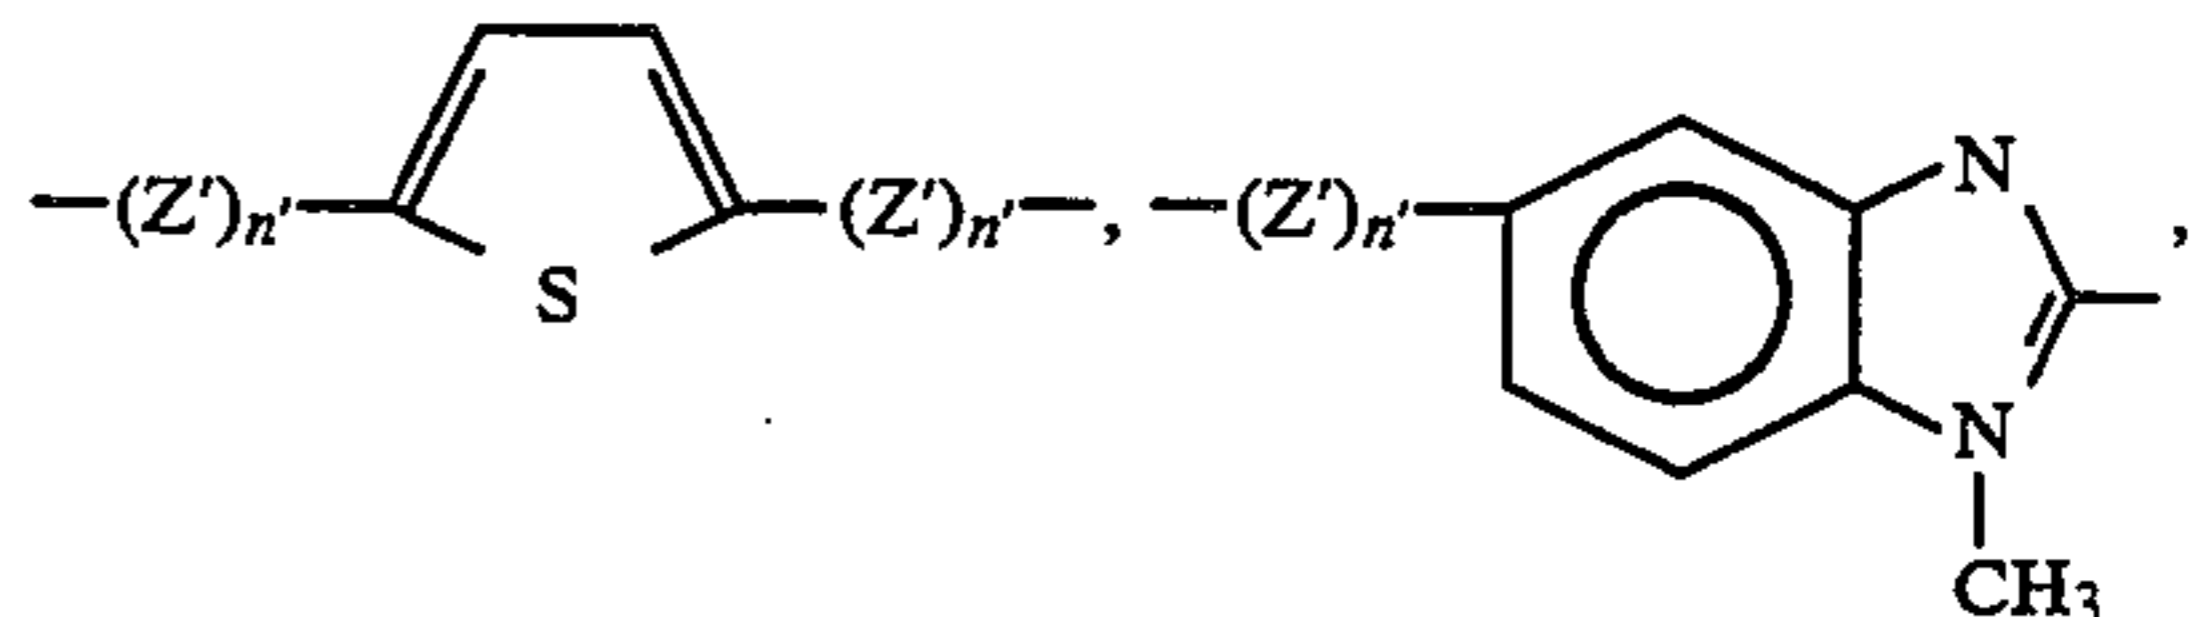 —(Z')n'— —(Z')n'—, —(Z')n'— N ,
S
N
CH3